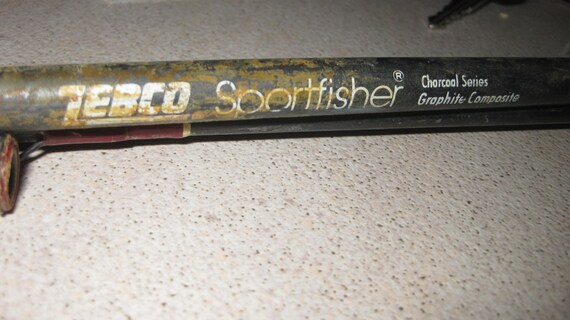 ZEBCO Sportfisher® Charcoal Series
Graphite Composite